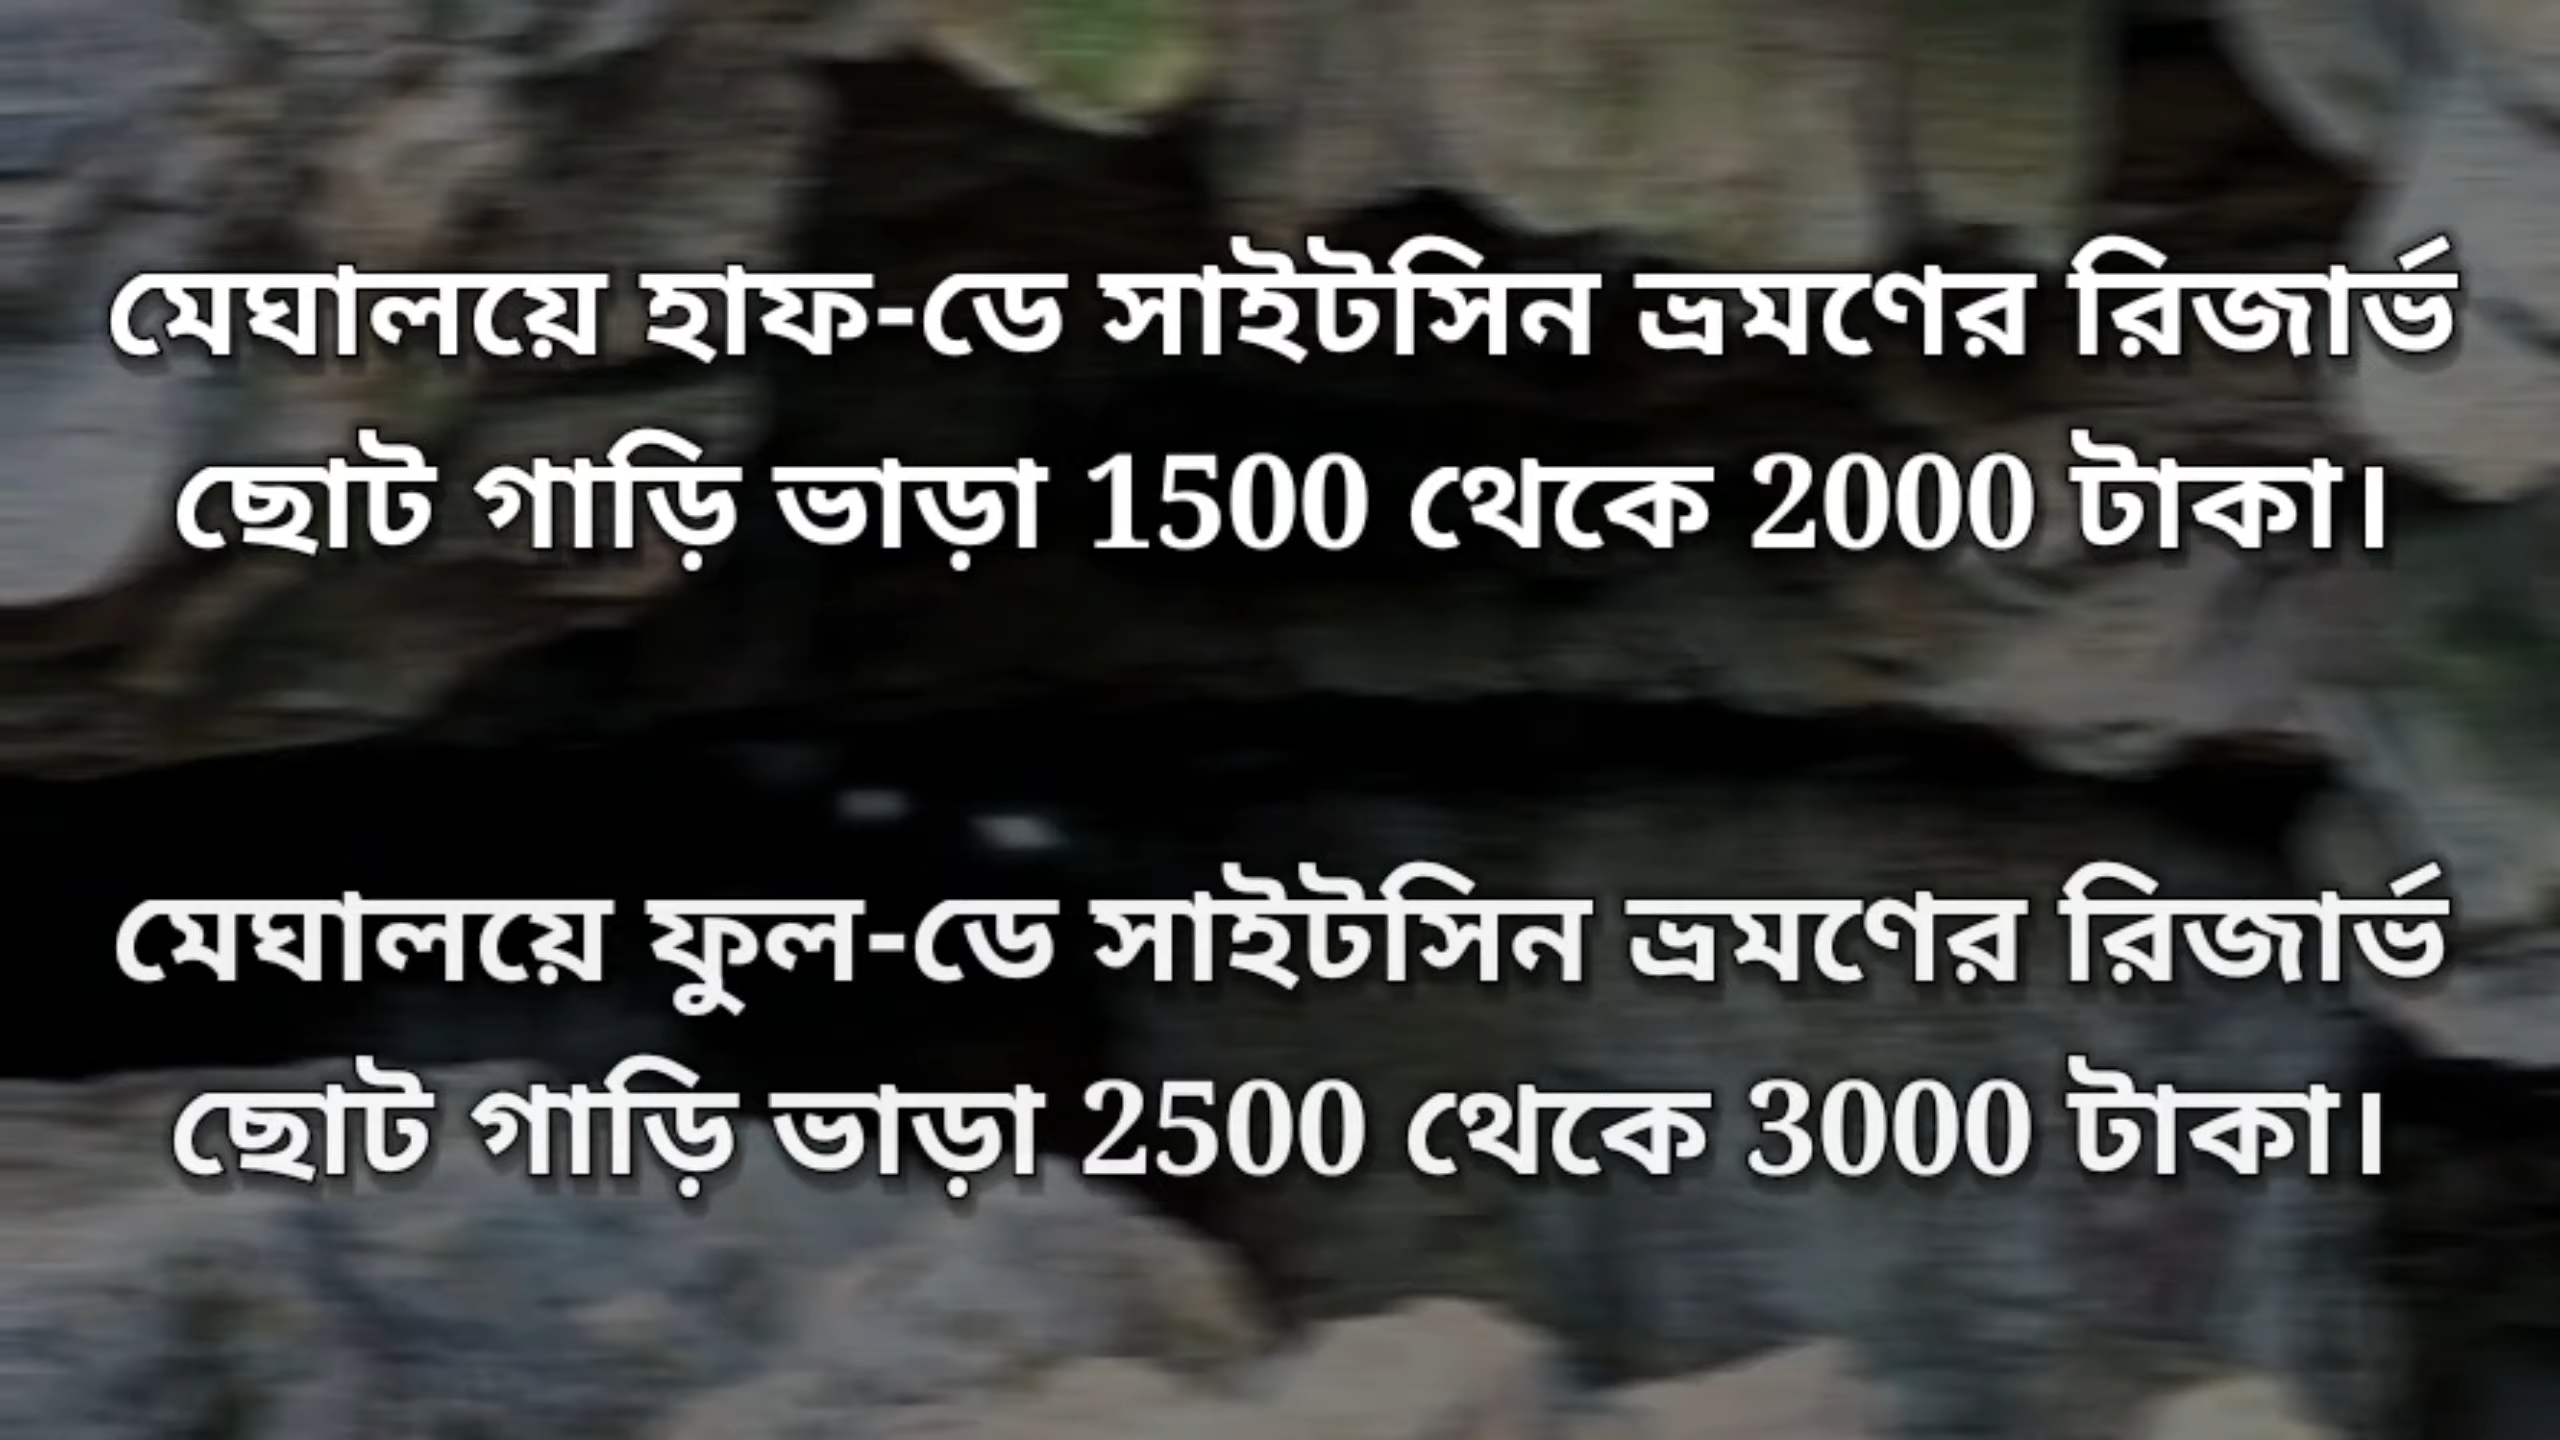 মেঘালয়ে হাফ-ডে সাইটসিন ভ্রমণের রিজার্ভ
ছোট গাড়ি ভাড়া 1500 থেকে 2000 টাকা।
মেঘালয়ে ফুল-ডে সাইটসিন ভ্রমণের রিজার্ভ
ছোট গাড়ি ভাড়া 2500 থেকে 3000 টাকা।